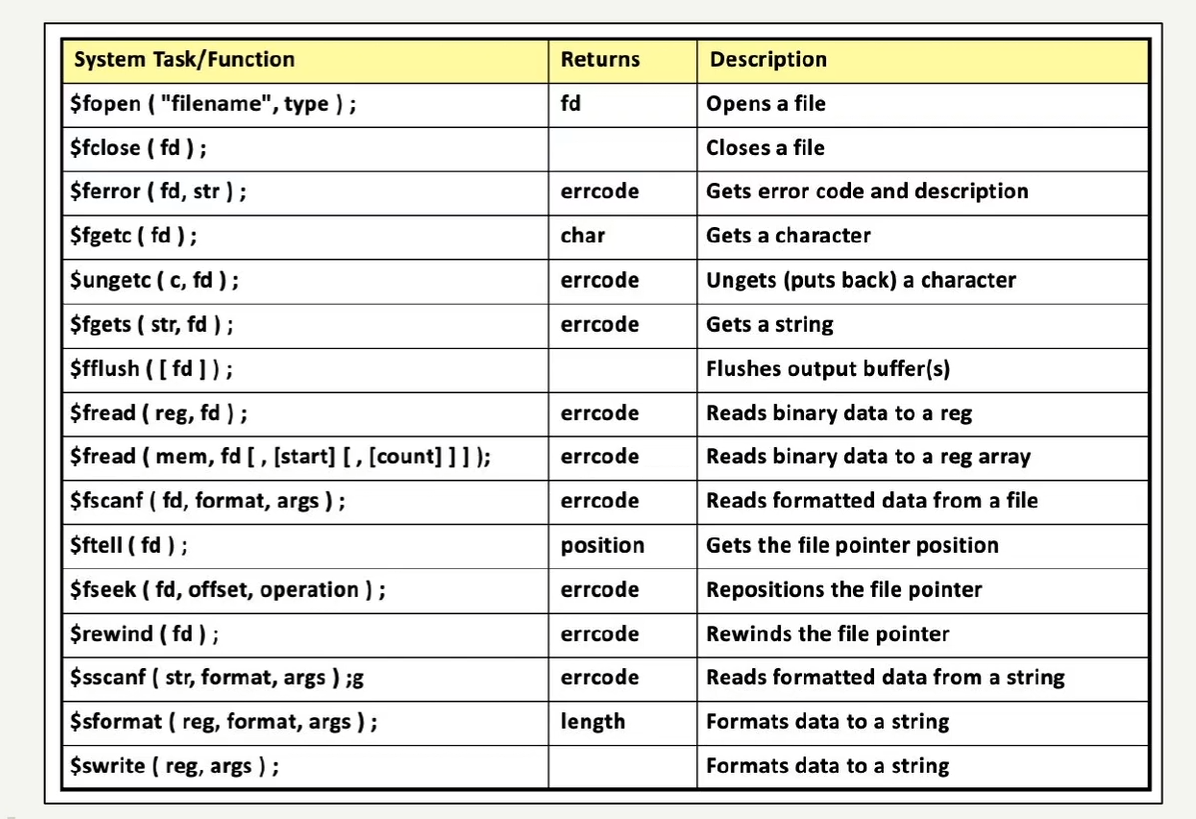 System Task/Function Returns Description
$fopen ( "filename", type ) ; fd Opens a file
$fclose ( fd ) ; Closes a file
$ferror ( fd, str ) ; errcode Gets error code and description
$fgetc ( fd ) ; char Gets a character
$ungetc ( c, fd ) ; errcode Ungets (puts back) a character
$fgets ( str, fd ) ; errcode Gets a string
$fflush ( [ fd ] ) ; Flushes output buffer(s)
$fread ( reg, fd ) ; errcode Reads binary data to a reg
$fread ( mem, fd [ , [start] [ , [count] ] ] ); errcode Reads binary data to a reg array
$fscanf ( fd, format, args ) ; errcode Reads formatted data from a file
$ftell ( fd ) ; position Gets the file pointer position
$fseek ( fd, offset, operation ) ; errcode Repositions the file pointer
$rewind ( fd ) ; errcode Rewinds the file pointer
$sscanf ( str, format, args ) ;g errcode Reads formatted data from a string
$sformat ( reg, format, args ) ; length Formats data to a string
$swrite ( reg, args ) ; Formats data to a string